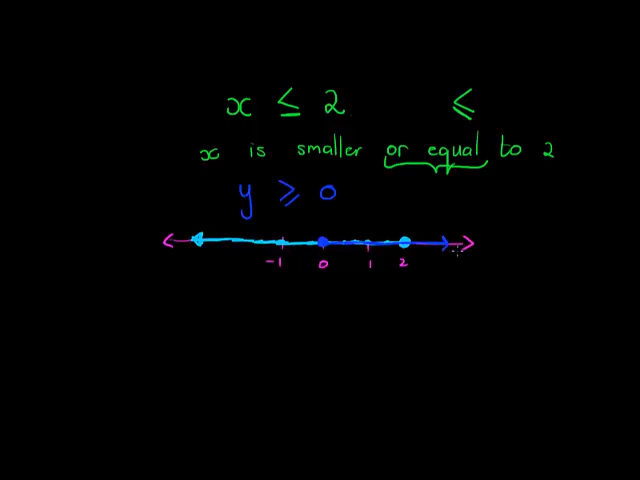 x ≤ 2 ⩽
x is smaller or equal to 2
y ⩾ 0
-1 0 1 2